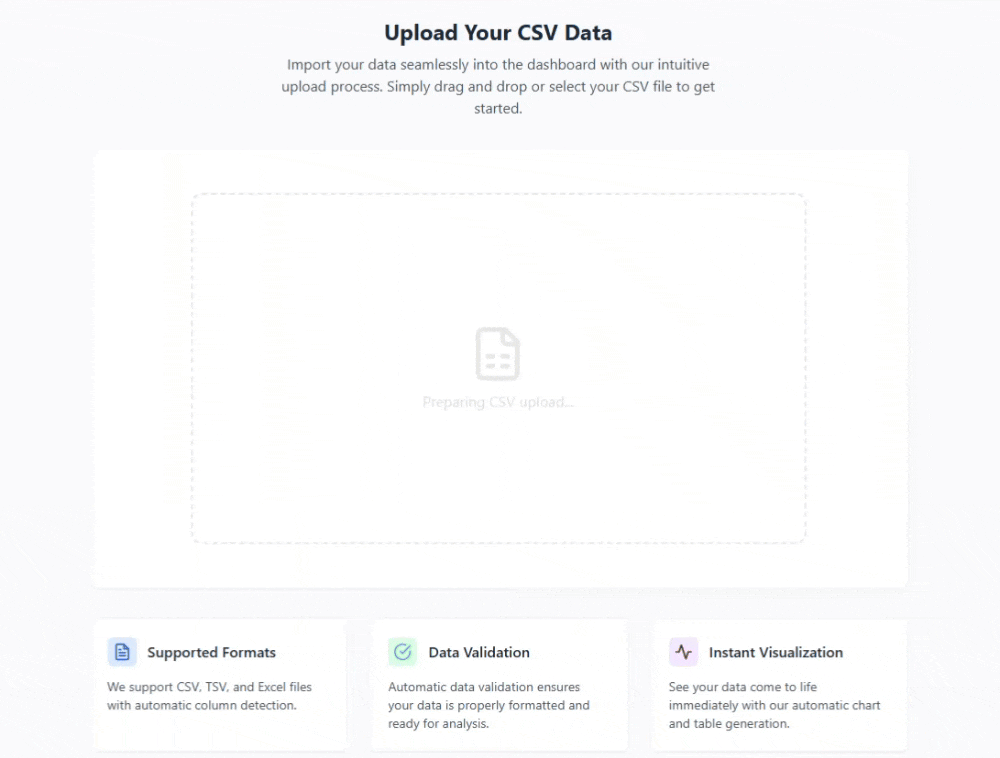 Upload Your CSV Data
Import your data seamlessly into the dashboard with our intuitive
upload process. Simply drag and drop or select your CSV file to get
started.
Preparing CSV upload...
Supported Formats
We support CSV, TSV, and Excel files
with automatic column detection.
Data Validation
Automatic data validation ensures
your data is properly formatted and
ready for analysis.
Instant Visualization
See your data come to life
immediately with our automatic chart
and table generation.